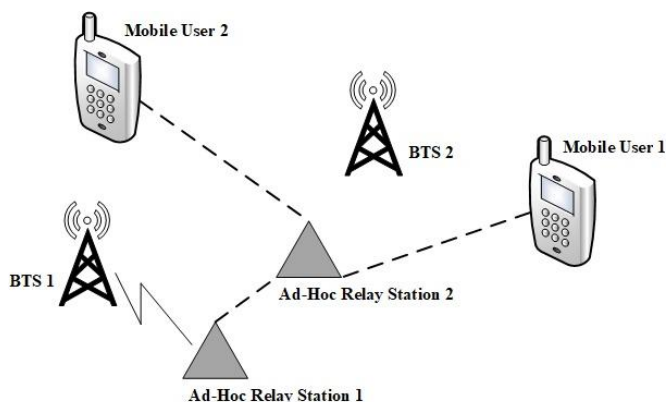 Mobile User 2
BTS 2
Mobile User 1
BTS 1
Ad-Hoc Relay Station 2
Ad-Hoc Relay Station 1